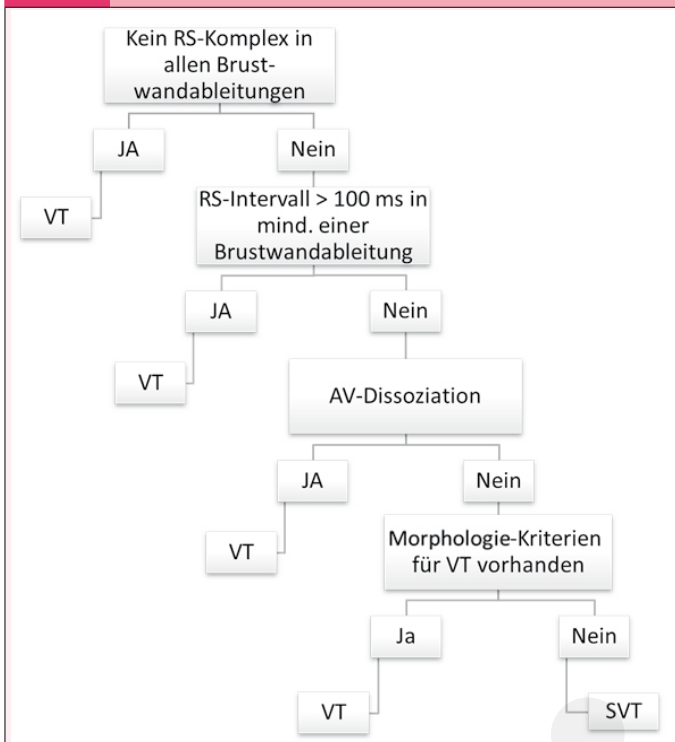 Kein RS-Komplex in
allen Brust-
wandableitungen
JA
Nein
VT
RS-Intervall > 100 ms in
mind. einer
Brustwandableitung
JA
Nein
VT
AV-Dissoziation
JA
Nein
VT
Morphologie-Kriterien
für VT vorhanden
Ja
Nein
VT
SVT